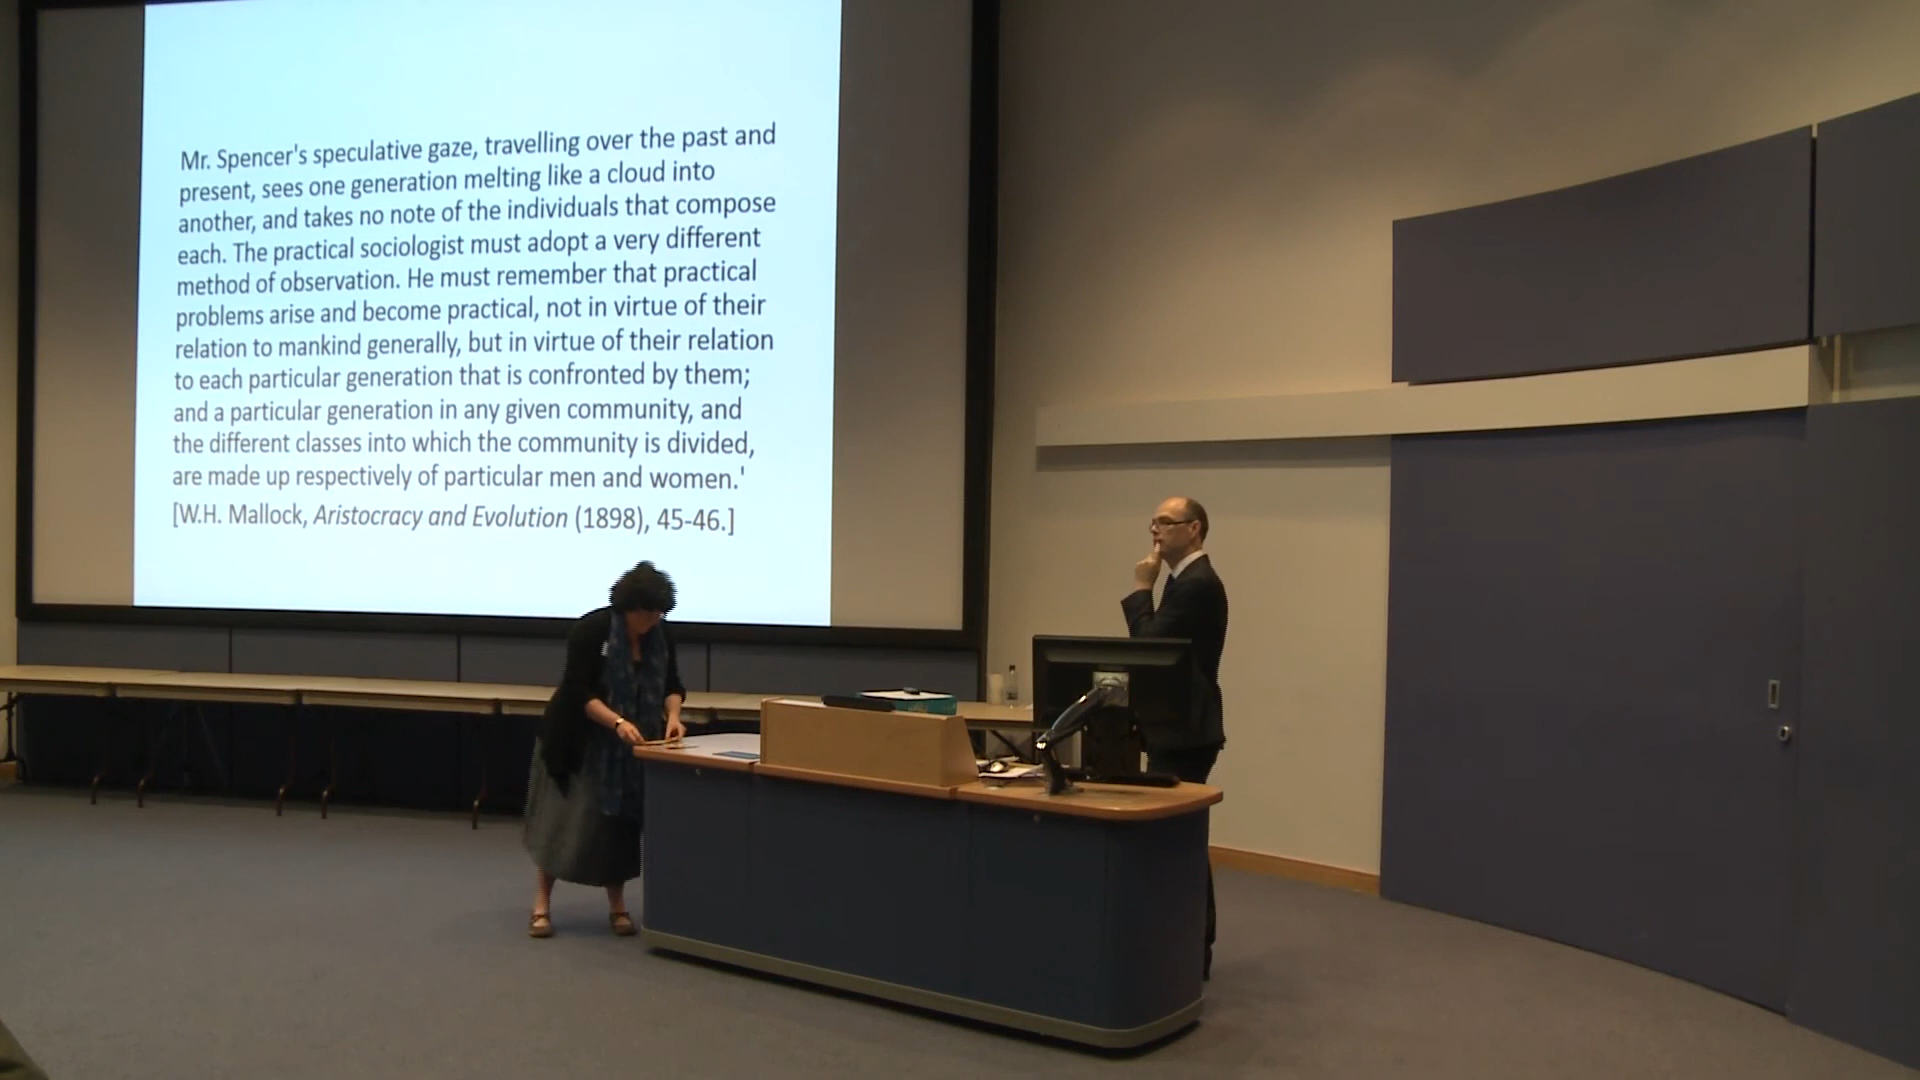 Mr. Spencer's speculative gaze, travelling over the past and
present, sees one generation melting like a cloud into
another, and takes no note of the individuals that compose
each. The practical sociologist must adopt a very different
method of observation. He must remember that practical
problems arise and become practical, not in virtue of their
relation to mankind generally, but in virtue of their relation
to each particular generation that is confronted by them;
and a particular generation in any given community, and
the different classes into which the community is divided,
are made up respectively of particular men and women.'
[W.H. Mallock, Aristocracy and Evolution (1898), 45-46.]